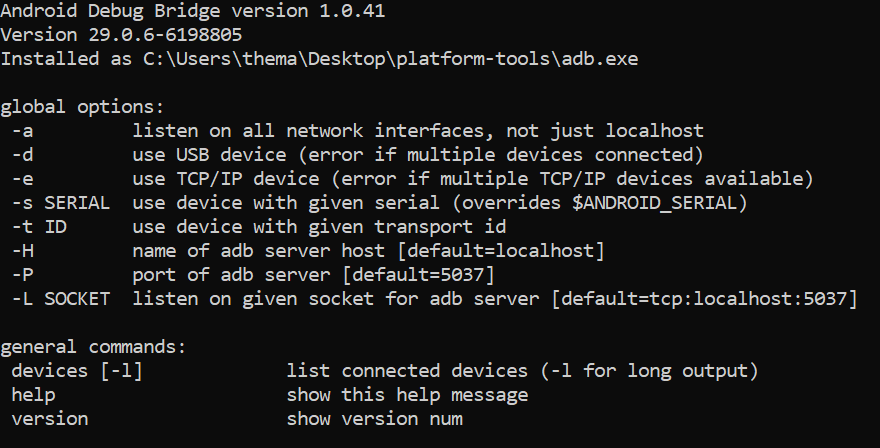 Android Debug Bridge version 1.0.41
Version 29.0.6-6198805
Installed as C:\Users\thema\Desktop\platform-tools\adb.exe

global options:
 -a         listen on all network interfaces, not just localhost
 -d         use USB device (error if multiple devices connected)
 -e         use TCP/IP device (error if multiple TCP/IP devices available)
 -s SERIAL  use device with given serial (overrides $ANDROID_SERIAL)
 -t ID      use device with given transport id
 -H         name of adb server host [default=localhost]
 -P         port of adb server [default=5037]
 -L SOCKET  listen on given socket for adb server [default=tcp:localhost:5037]

general commands:
 devices [-l]             list connected devices (-l for long output)
 help                     show this help message
 version                  show version num